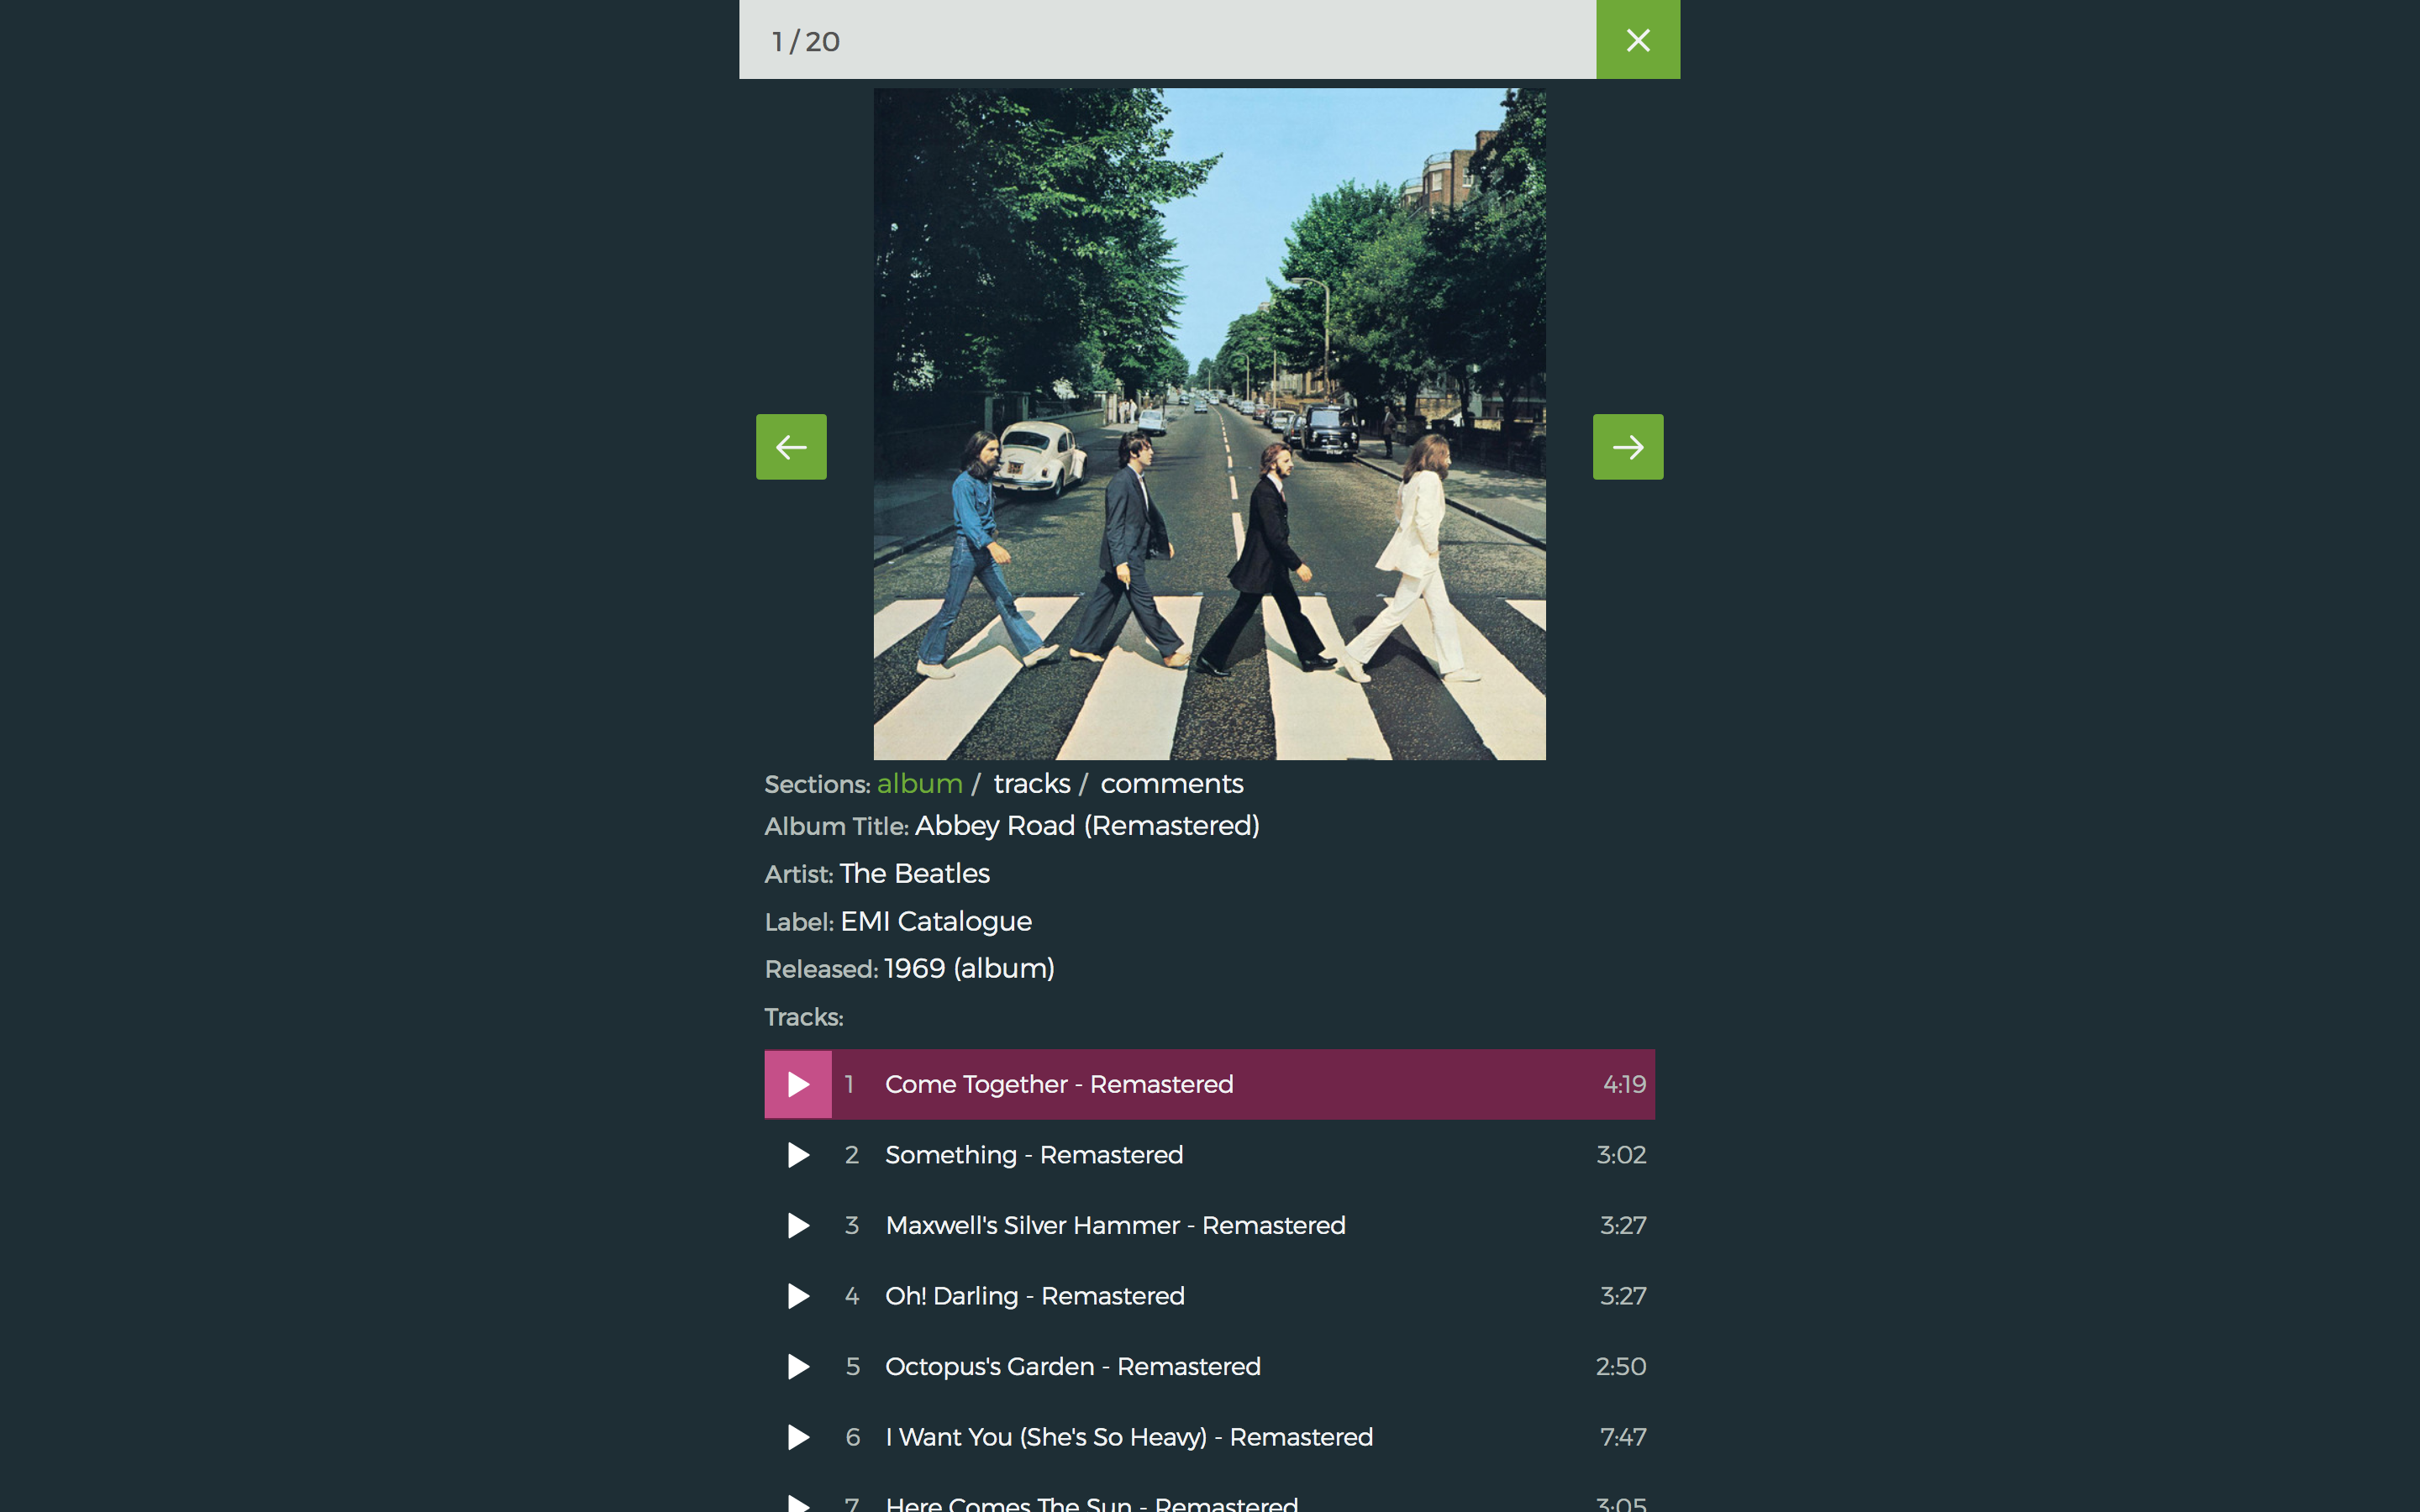 1 / 20
Sections: album / tracks / comments
Album Title: Abbey Road (Remastered)
Artist: The Beatles
Label: EMI Catalogue
Released: 1969 (album)
Tracks:
1 Come Together - Remastered 4:19
2 Something - Remastered 3:02
3 Maxwell's Silver Hammer - Remastered 3:27
4 Oh! Darling - Remastered 3:27
5 Octopus's Garden - Remastered 2:50
6 I Want You (She's So Heavy) - Remastered 7:47
7 Here Comes The Sun - Remastered 3:05